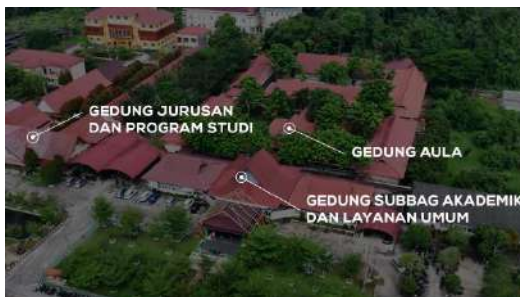 GEDUNG JURUSAN
DAN PROGRAM STUDI
GEDUNG AULA
GEDUNG SUBBAG AKADEMIK
DAN LAYANAN UMUM